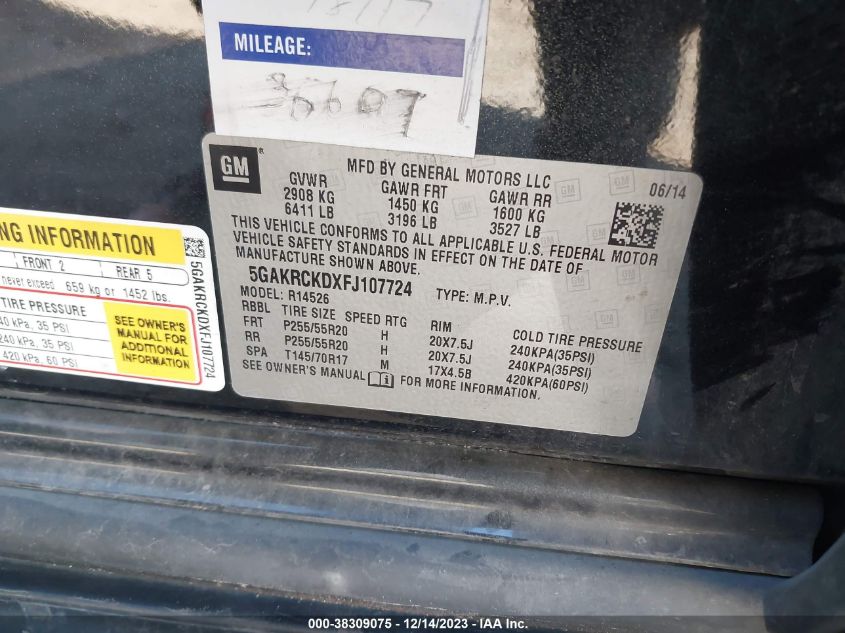 MILEAGE:
GM
MFD BY GENERAL MOTORS LLC
06/14
GVWR GAWR FRT GAWR RR
2908 KG 1450 KG 1600 KG
6411 LB 3196 LB 3527 LB
THIS VEHICLE CONFORMS TO ALL APPLICABLE U.S. FEDERAL MOTOR
VEHICLE SAFETY STANDARDS IN EFFECT ON THE DATE OF
MANUFACTURE SHOWN ABOVE.
5GAKRCKDXFJ107724 TYPE: M.P.V.
MODEL: R14526
RBBL TIRE SIZE SPEED RTG RIM COLD TIRE PRESSURE
FRT P255/55R20 H 20X7.5J 240KPA(35PSI)
RR P255/55R20 H 20X7.5J 240KPA(35PSI)
SPA T145/70R17 M 17X4.5B 420KPA(60PSI)
SEE OWNER'S MANUAL FOR MORE INFORMATION.
INFORMATION
FRONT 2 REAR 5
never exceed 659 kg or 1452 lbs.
TIRE PRESSURE
kPa, 35 PSI
240 kPa, 35 PSI
420 kPa, 60 PSI
SEE OWNER'S
MANUAL FOR
ADDITIONAL
INFORMATION
5GAKRCKDXFJ107724
000-38309075 - 12/14/2023 - IAA Inc.